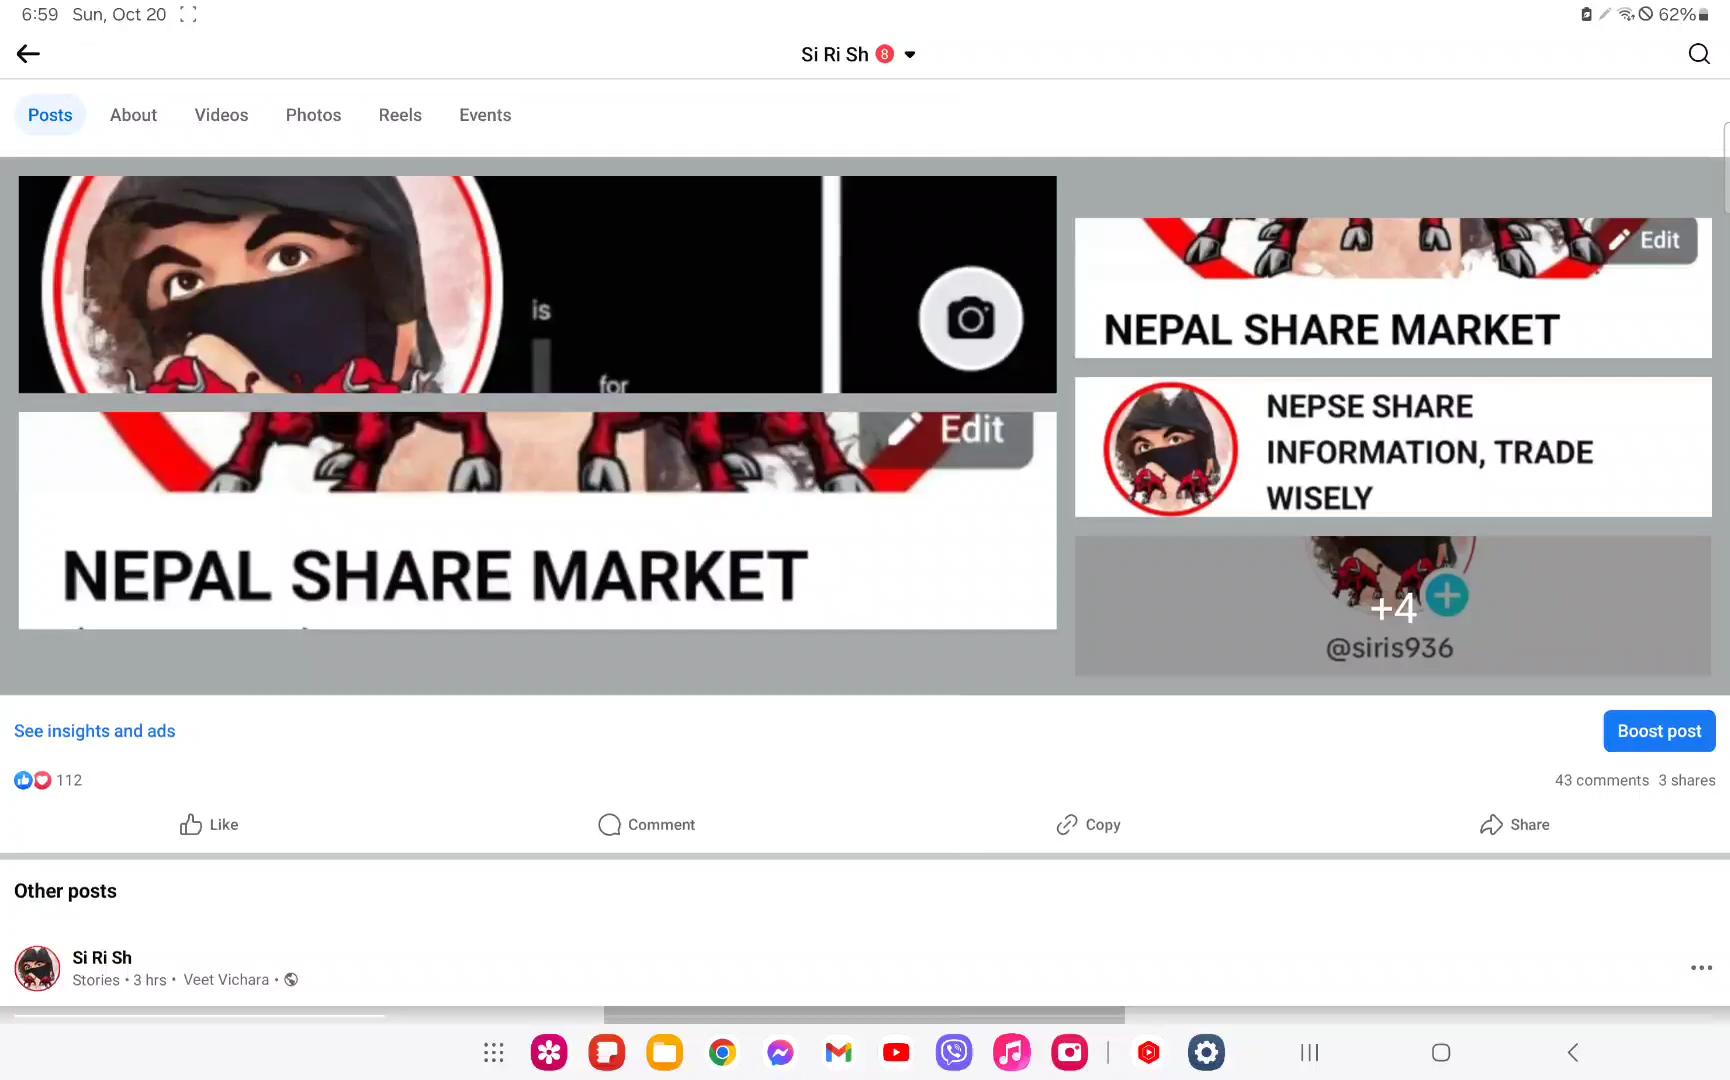 6:59 Sun, Oct 20
62%
Si Ri Sh 8
Posts About Videos Photos Reels Events
is
for
Edit
NEPAL SHARE MARKET
Edit
NEPAL SHARE MARKET
NEPSE SHARE
INFORMATION, TRADE
WISELY
+4
@siris936
See insights and ads
Boost post
112
43 comments 3 shares
Like Comment Copy Share
Other posts
Si Ri Sh
Stories • 3 hrs • Veet Vichara •